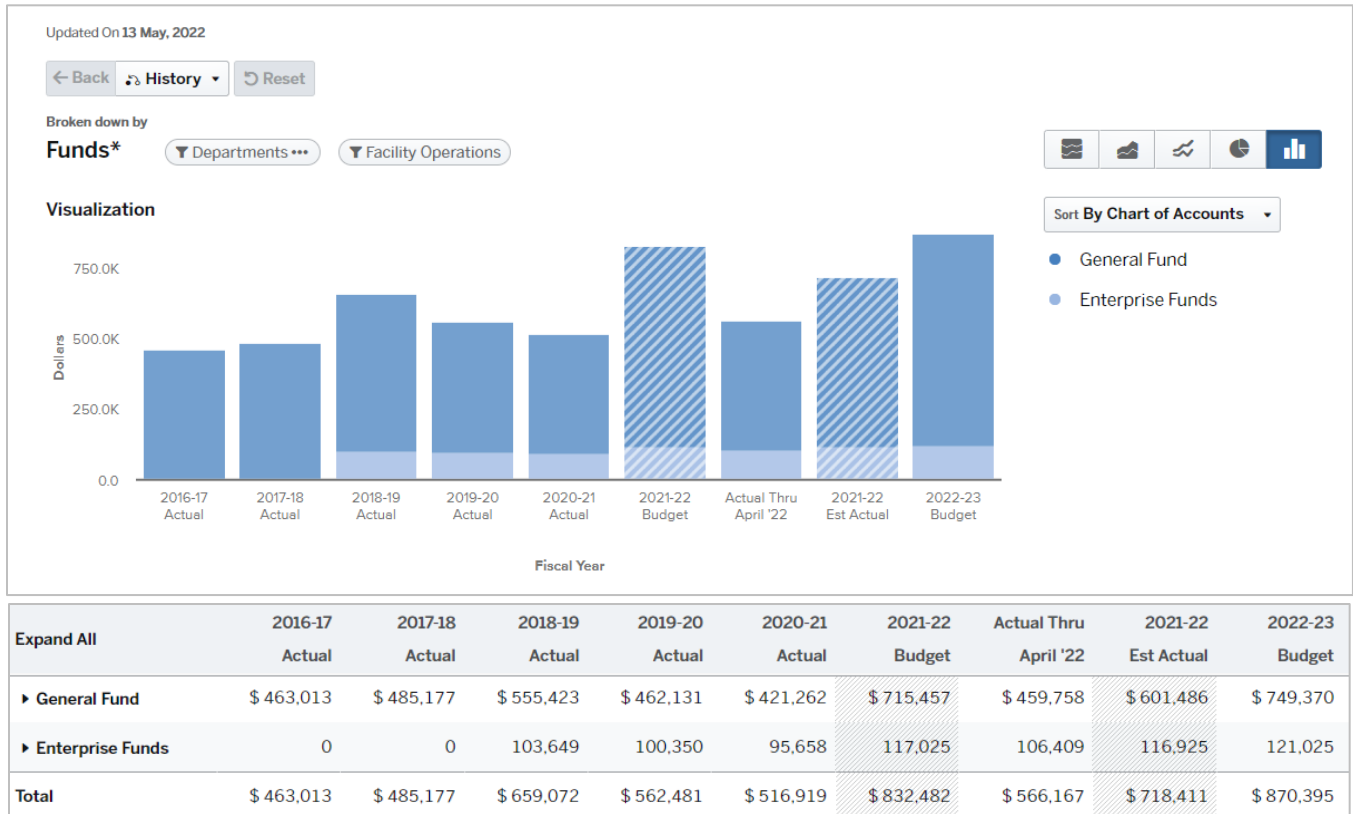 Updated On 13 May, 2022
Back History Reset
Broken down by
Funds* Departments ••• Facility Operations
Visualization
Sort By Chart of Accounts
General Fund
Enterprise Funds
750.0K
500.0K
250.0K
0.0
Dollars
2016-17 2017-18 2018-19 2019-20 2020-21 2021-22 Actual Thru 2021-22 2022-23
Actual Actual Actual Actual Actual Budget April '22 Est Actual Budget
Fiscal Year
Expand All
2016-17 2017-18 2018-19 2019-20 2020-21 2021-22 Actual Thru 2021-22 2022-23
Actual Actual Actual Actual Actual Budget April '22 Est Actual Budget
General Fund $ 463,013 $ 485,177 $ 555,423 $ 462,131 $ 421,262 $ 715,457 $ 459,758 $ 601,486 $ 749,370
Enterprise Funds 0 0 103,649 100,350 95,658 117,025 106,409 116,925 121,025
Total $ 463,013 $ 485,177 $ 659,072 $ 562,481 $ 516,919 $ 832,482 $ 566,167 $ 718,411 $ 870,395